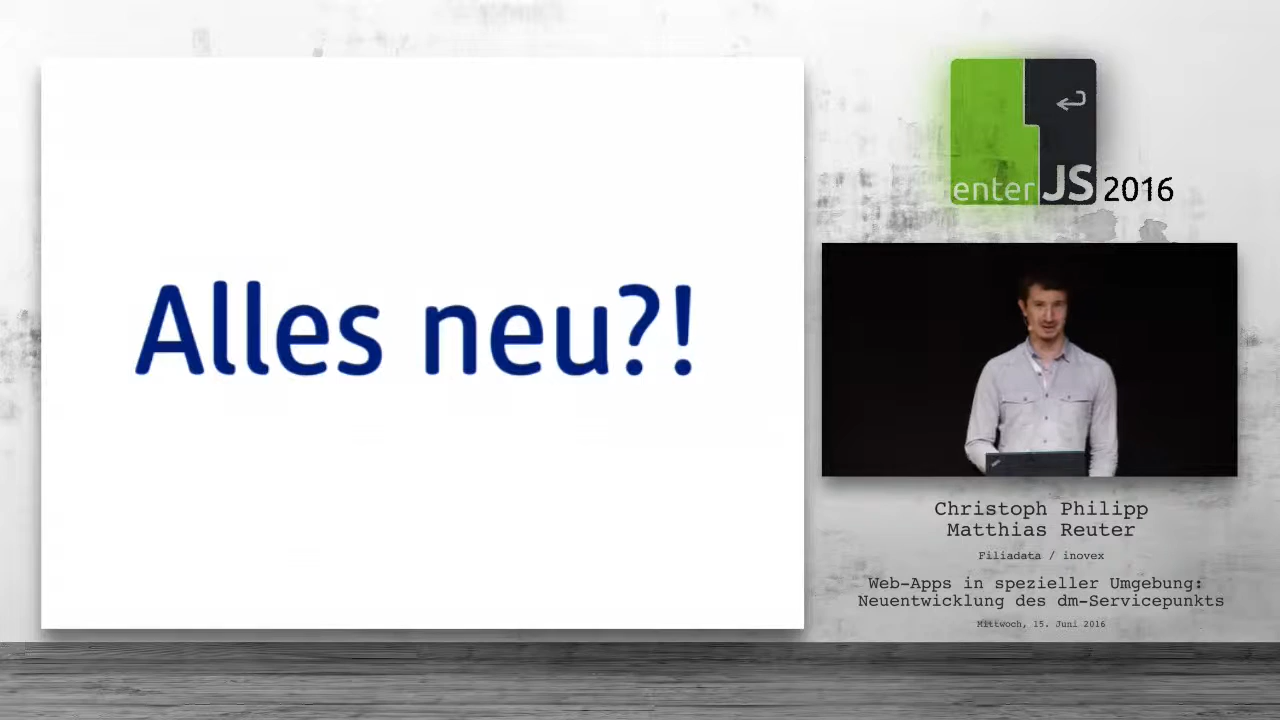 Alles neu?!
enter JS 2016
Christoph Philipp
Matthias Reuter
Filiadata / inovex
Web-Apps in spezieller Umgebung:
Neuentwicklung des dm-Servicepunkts
Mittwoch, 15. Juni 2016